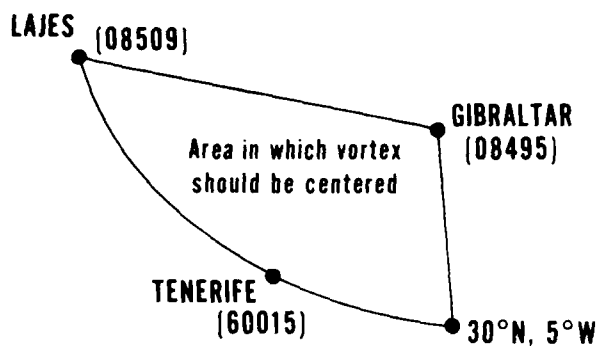 LAJES
(08509)
GIBRALTAR
(08495)
Area in which vortex
should be centered
TENERIFE
(60015)
30°N, 5°W